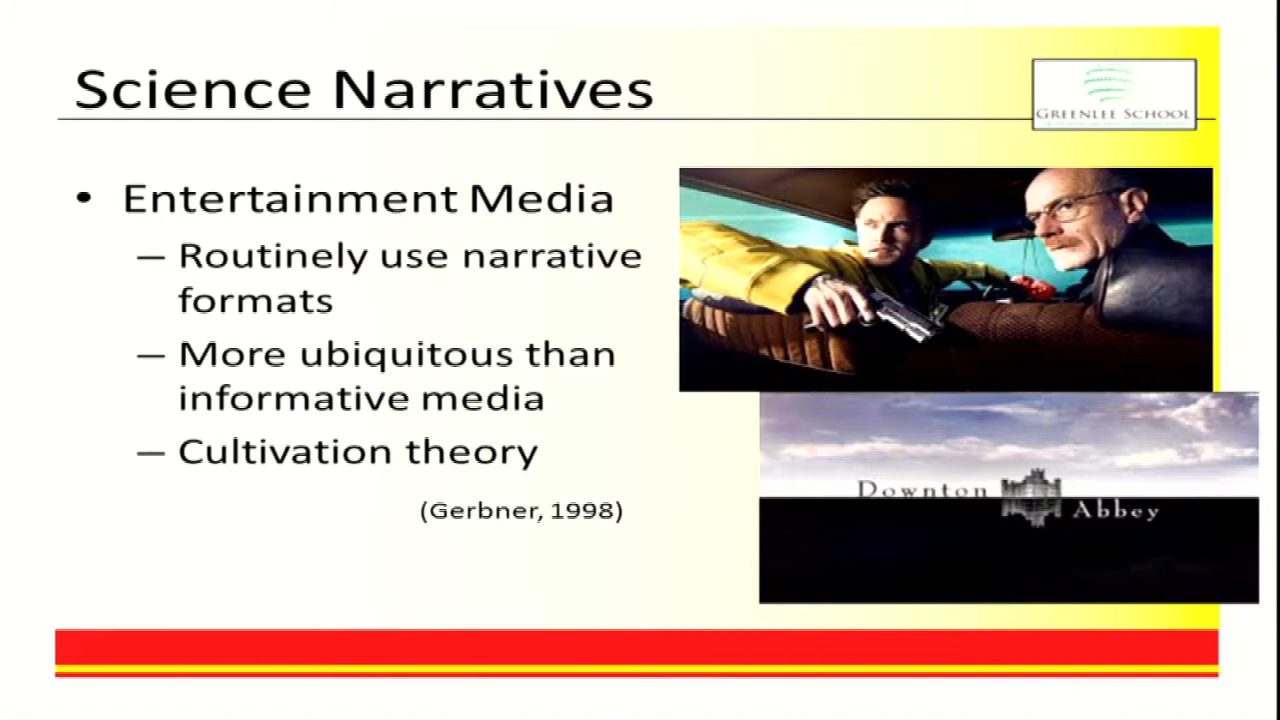 Science Narratives
GREENLEE SCHOOL
• Entertainment Media
– Routinely use narrative
formats
– More ubiquitous than
informative media
– Cultivation theory
(Gerbner, 1998)
Downton
Abbey